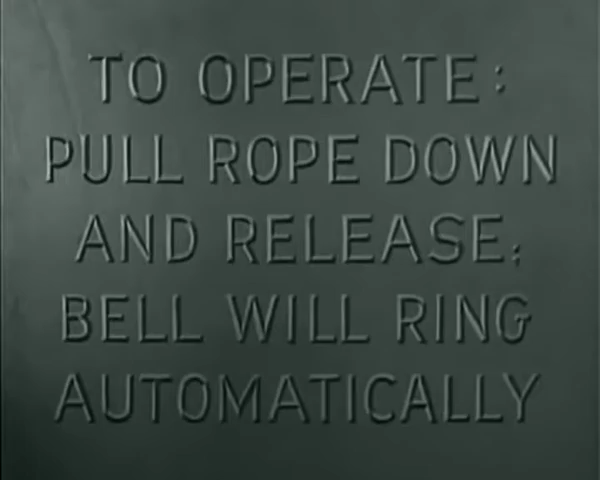 TO OPERATE:
PULL ROPE DOWN
AND RELEASE;
BELL WILL RING
AUTOMATICALLY